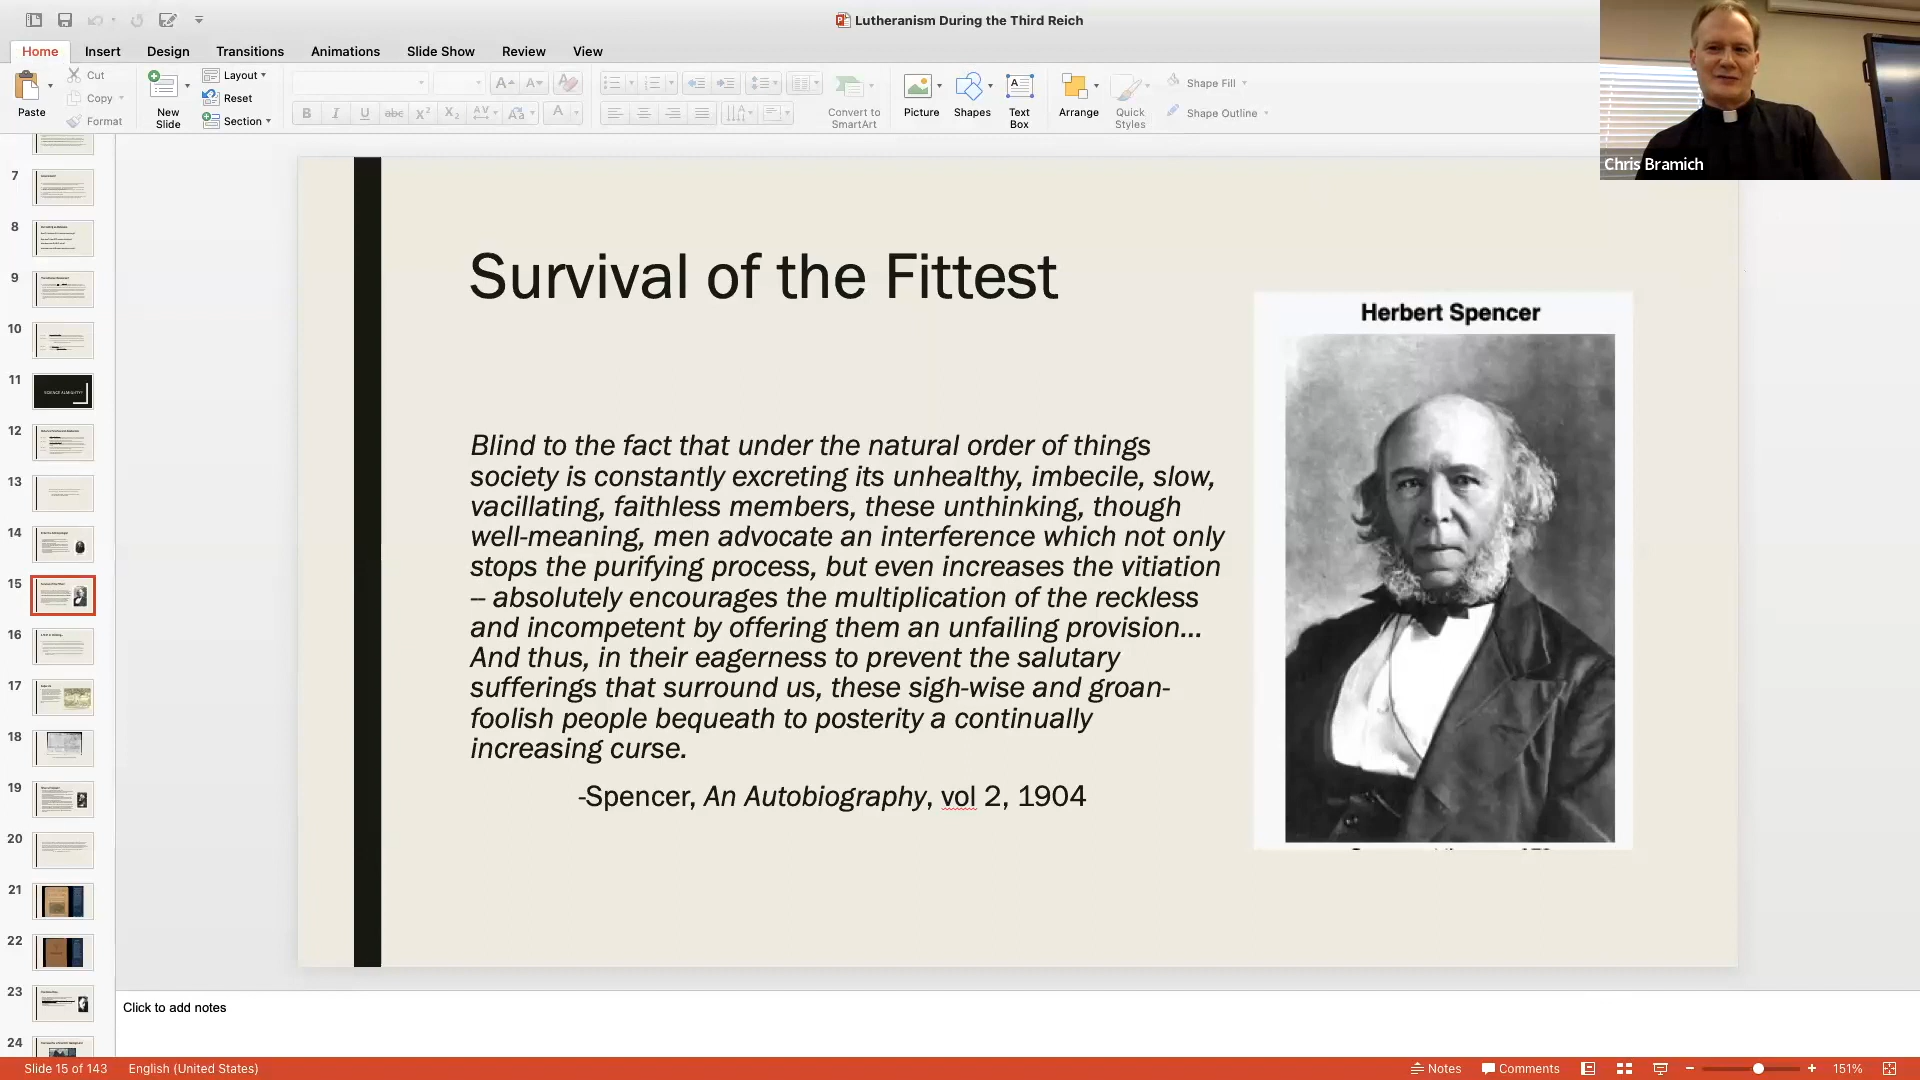 Lutheranism During the Third Reich
Home Insert Design Transitions Animations Slide Show Review View
Paste
Cut
Copy
Format
New Slide
Layout
Reset
Section
Convert to SmartArt
Picture
Shapes
Text Box
Arrange
Quick Styles
Shape Fill
Shape Outline
Chris Bramich
7
8
9
10
11
12
13
14
15
16
17
18
19
20
21
22
23
24
Survival of the Fittest
Blind to the fact that under the natural order of things
society is constantly excreting its unhealthy, imbecile, slow,
vacillating, faithless members, these unthinking, though
well-meaning, men advocate an interference which not only
stops the purifying process, but even increases the vitiation
– absolutely encourages the multiplication of the reckless
and incompetent by offering them an unfailing provision...
And thus, in their eagerness to prevent the salutary
sufferings that surround us, these sigh-wise and groan-
foolish people bequeath to posterity a continually
increasing curse.
-Spencer, An Autobiography, vol 2, 1904
Herbert Spencer
Click to add notes
Slide 15 of 143 English (United States) Notes Comments 151%